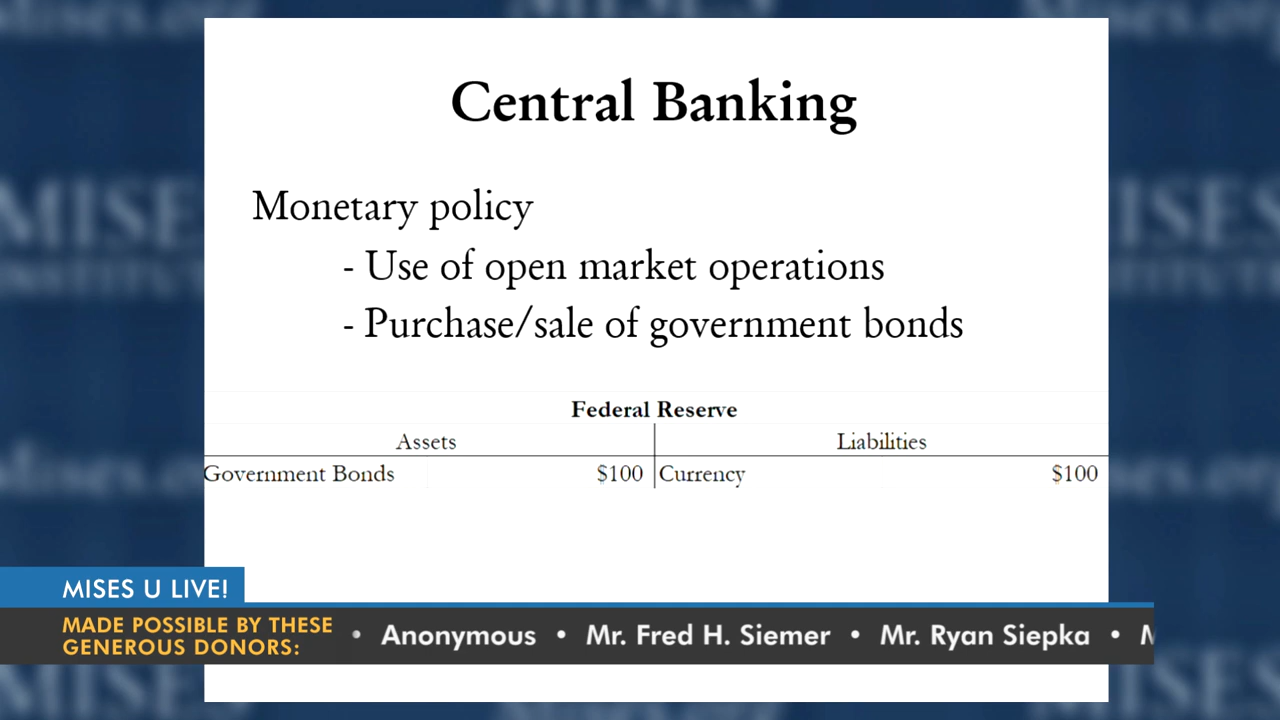 Central Banking
Monetary policy
- Use of open market operations
- Purchase/sale of government bonds
Federal Reserve
Assets Liabilities
Government Bonds $100 Currency $100
MISES U LIVE!
MADE POSSIBLE BY THESE
GENEROUS DONORS:
• Anonymous • Mr. Fred H. Siemer • Mr. Ryan Siepka •